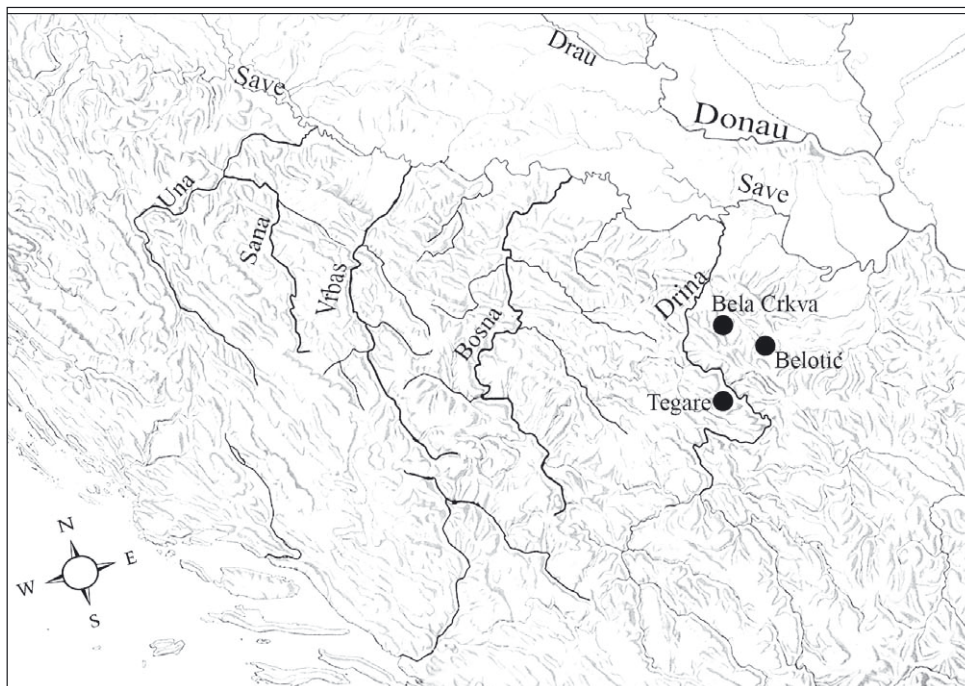 Drau
Save
Donau
Una
Save
Sana
Vrbas
Drina
Bela Crkva
Bosna
Belotić
Tegare
N
W
E
S